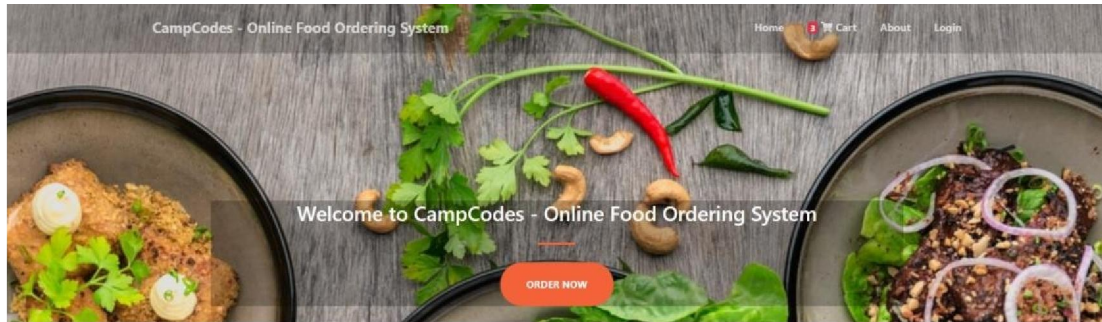 CampCodes - Online Food Ordering System
Home 3 Cart About Login
Welcome to CampCodes - Online Food Ordering System
ORDER NOW